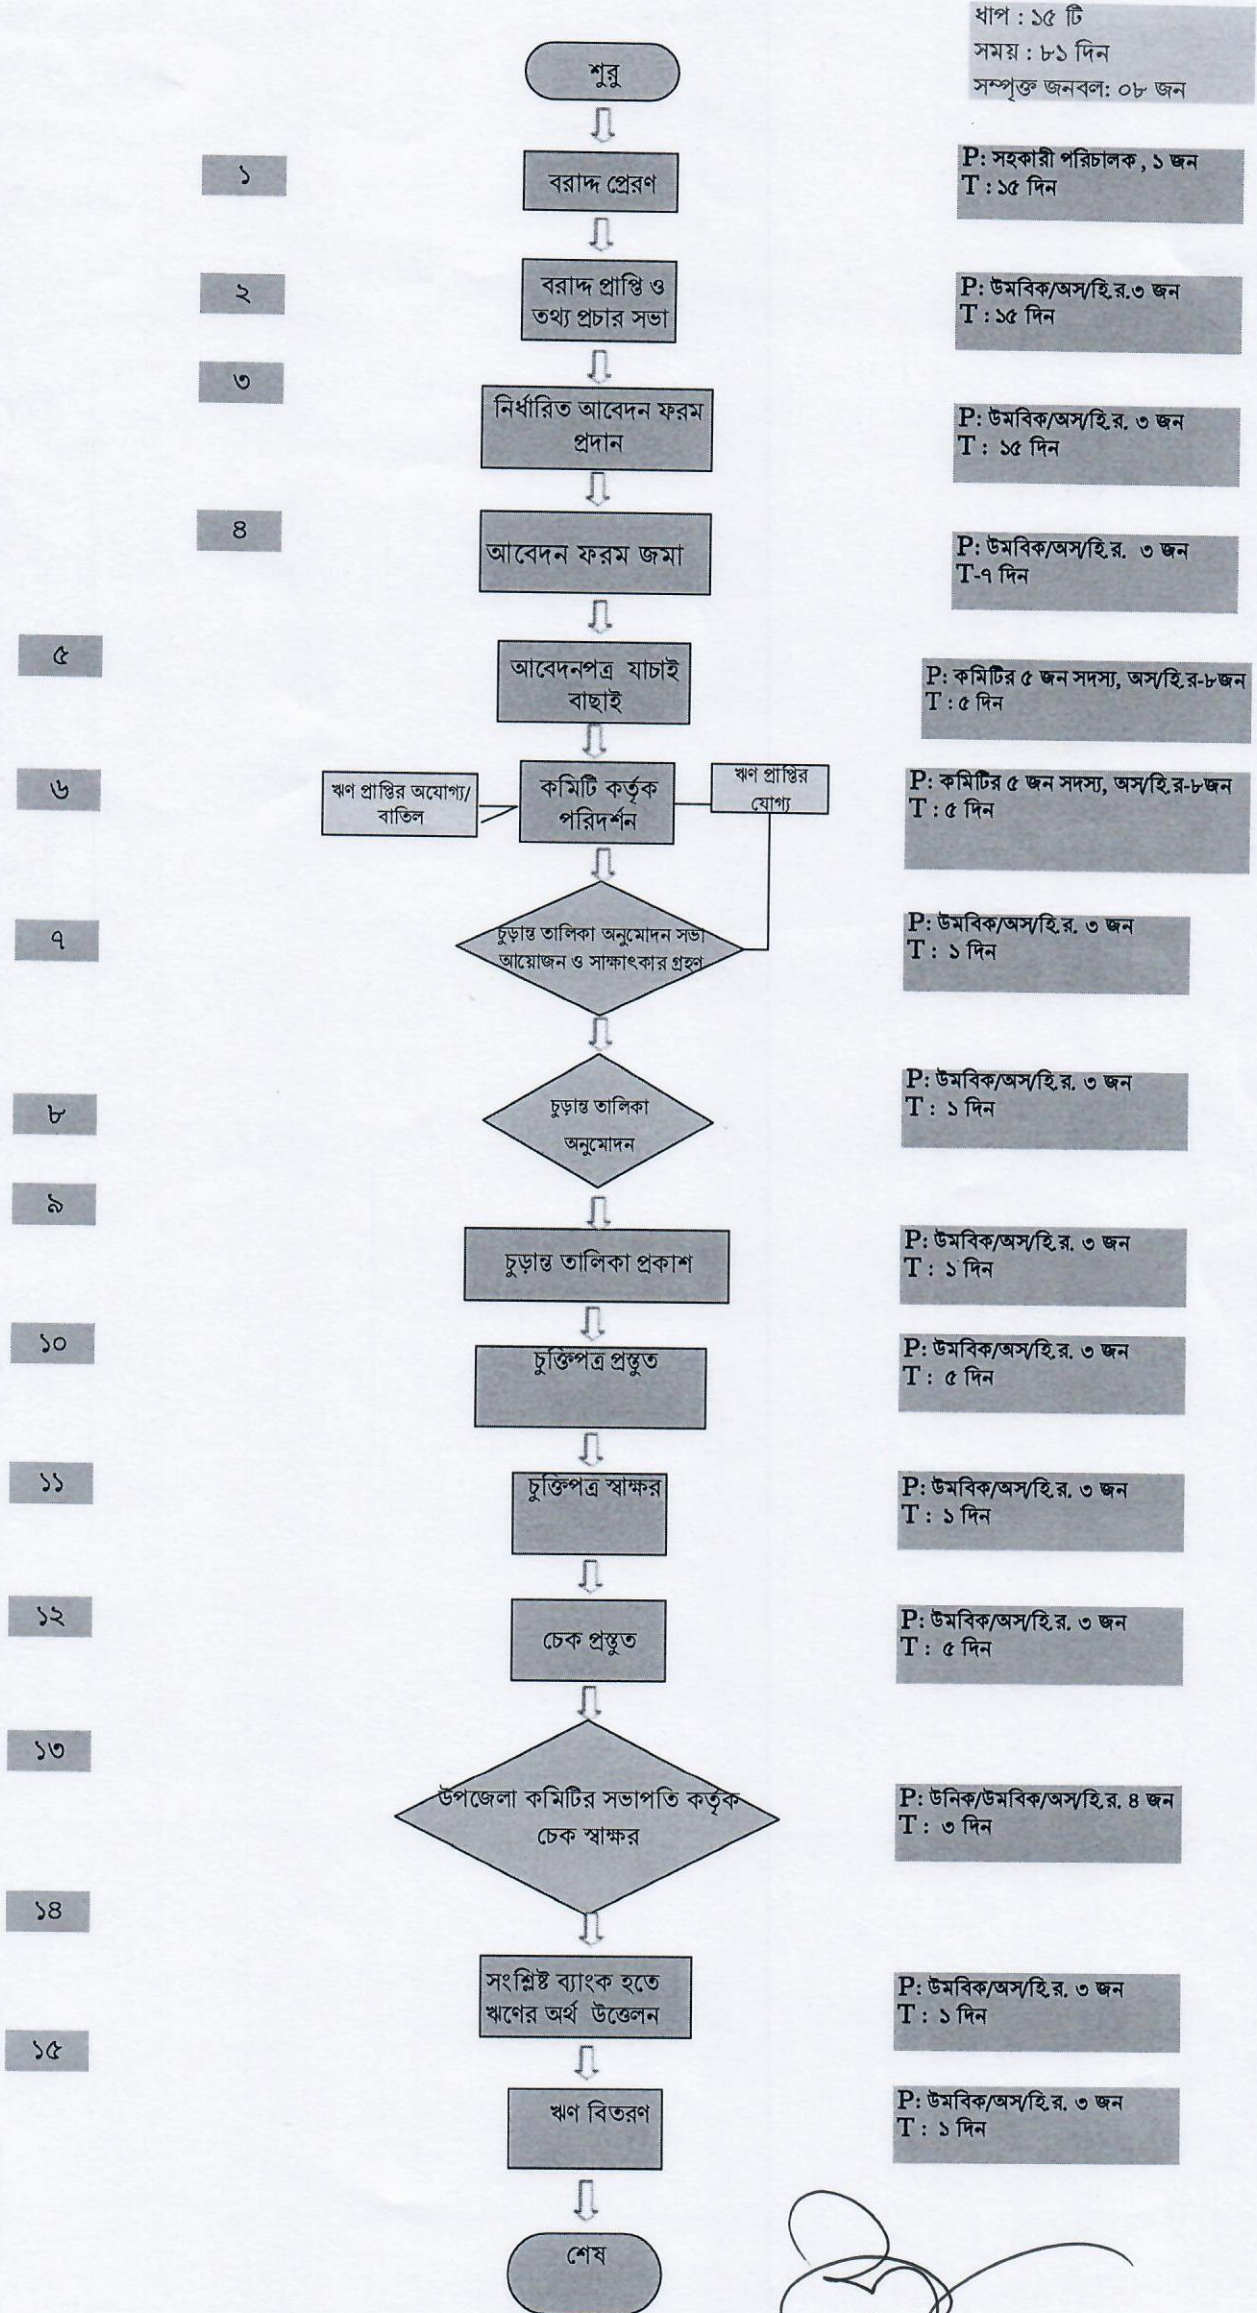 ধাপ : ১৫ টি
সময় : ৮১ দিন
সম্পৃক্ত জনবল: ০৮ জন
শুরু
১
বরাদ্দ প্রেরণ
P: সহকারী পরিচালক , ১ জন
T : ১৫ দিন
২
বরাদ্দ প্রাপ্তি ও
তথ্য প্রচার সভা
P: উমবিক/অস/হি.র.৩ জন
T : ১৫ দিন
৩
নির্ধারিত আবেদন ফরম
প্রদান
P: উমবিক/অস/হি.র. ৩ জন
T : ১৫ দিন
৪
আবেদন ফরম জমা
P: উমবিক/অস/হি.র. ৩ জন
T-৭ দিন
৫
আবেদনপত্র যাচাই
বাছাই
P: কমিটির ৫ জন সদস্য, অস/হি.র-৮জন
T : ৫ দিন
৬
ঋণ প্রাপ্তির অযোগ্য/
বাতিল
কমিটি কর্তৃক
পরিদর্শন
ঋণ প্রাপ্তির
যোগ্য
P: কমিটির ৫ জন সদস্য, অস/হি.র-৮জন
T : ৫ দিন
৭
চুড়ান্ত তালিকা অনুমোদন সভা
আয়োজন ও সাক্ষাৎকার গ্রহণ
P: উমবিক/অস/হি.র. ৩ জন
T : ১ দিন
৮
চুড়ান্ত তালিকা
অনুমোদন
P: উমবিক/অস/হি.র. ৩ জন
T : ১ দিন
৯
চুড়ান্ত তালিকা প্রকাশ
P: উমবিক/অস/হি.র. ৩ জন
T : ১ দিন
১০
চুক্তিপত্র প্রস্তুত
P: উমবিক/অস/হি.র. ৩ জন
T : ৫ দিন
১১
চুক্তিপত্র স্বাক্ষর
P: উমবিক/অস/হি.র. ৩ জন
T : ১ দিন
১২
চেক প্রস্তুত
P: উমবিক/অস/হি.র. ৩ জন
T : ৫ দিন
১৩
উপজেলা কমিটির সভাপতি কর্তৃক
চেক স্বাক্ষর
P: উনিক/উমবিক/অস/হি.র. ৪ জন
T : ৩ দিন
১৪
সংশ্লিষ্ট ব্যাংক হতে
ঋণের অর্থ উত্তেলন
P: উমবিক/অস/হি.র. ৩ জন
T : ১ দিন
১৫
ঋণ বিতরণ
P: উমবিক/অস/হি.র. ৩ জন
T : ১ দিন
শেষ